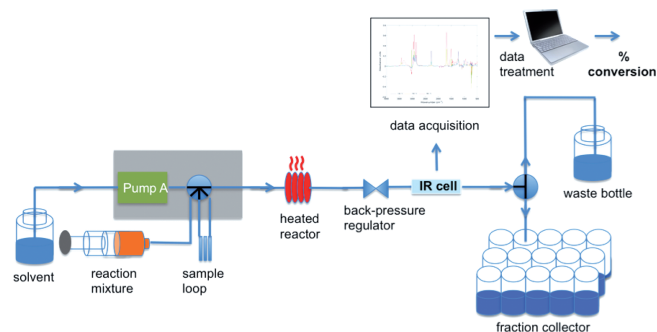 data
treatment
%
conversion
data acquisition
Pump A
IR cell
waste bottle
heated
reactor
back-pressure
regulator
solvent
reaction
mixture
sample
loop
fraction collector